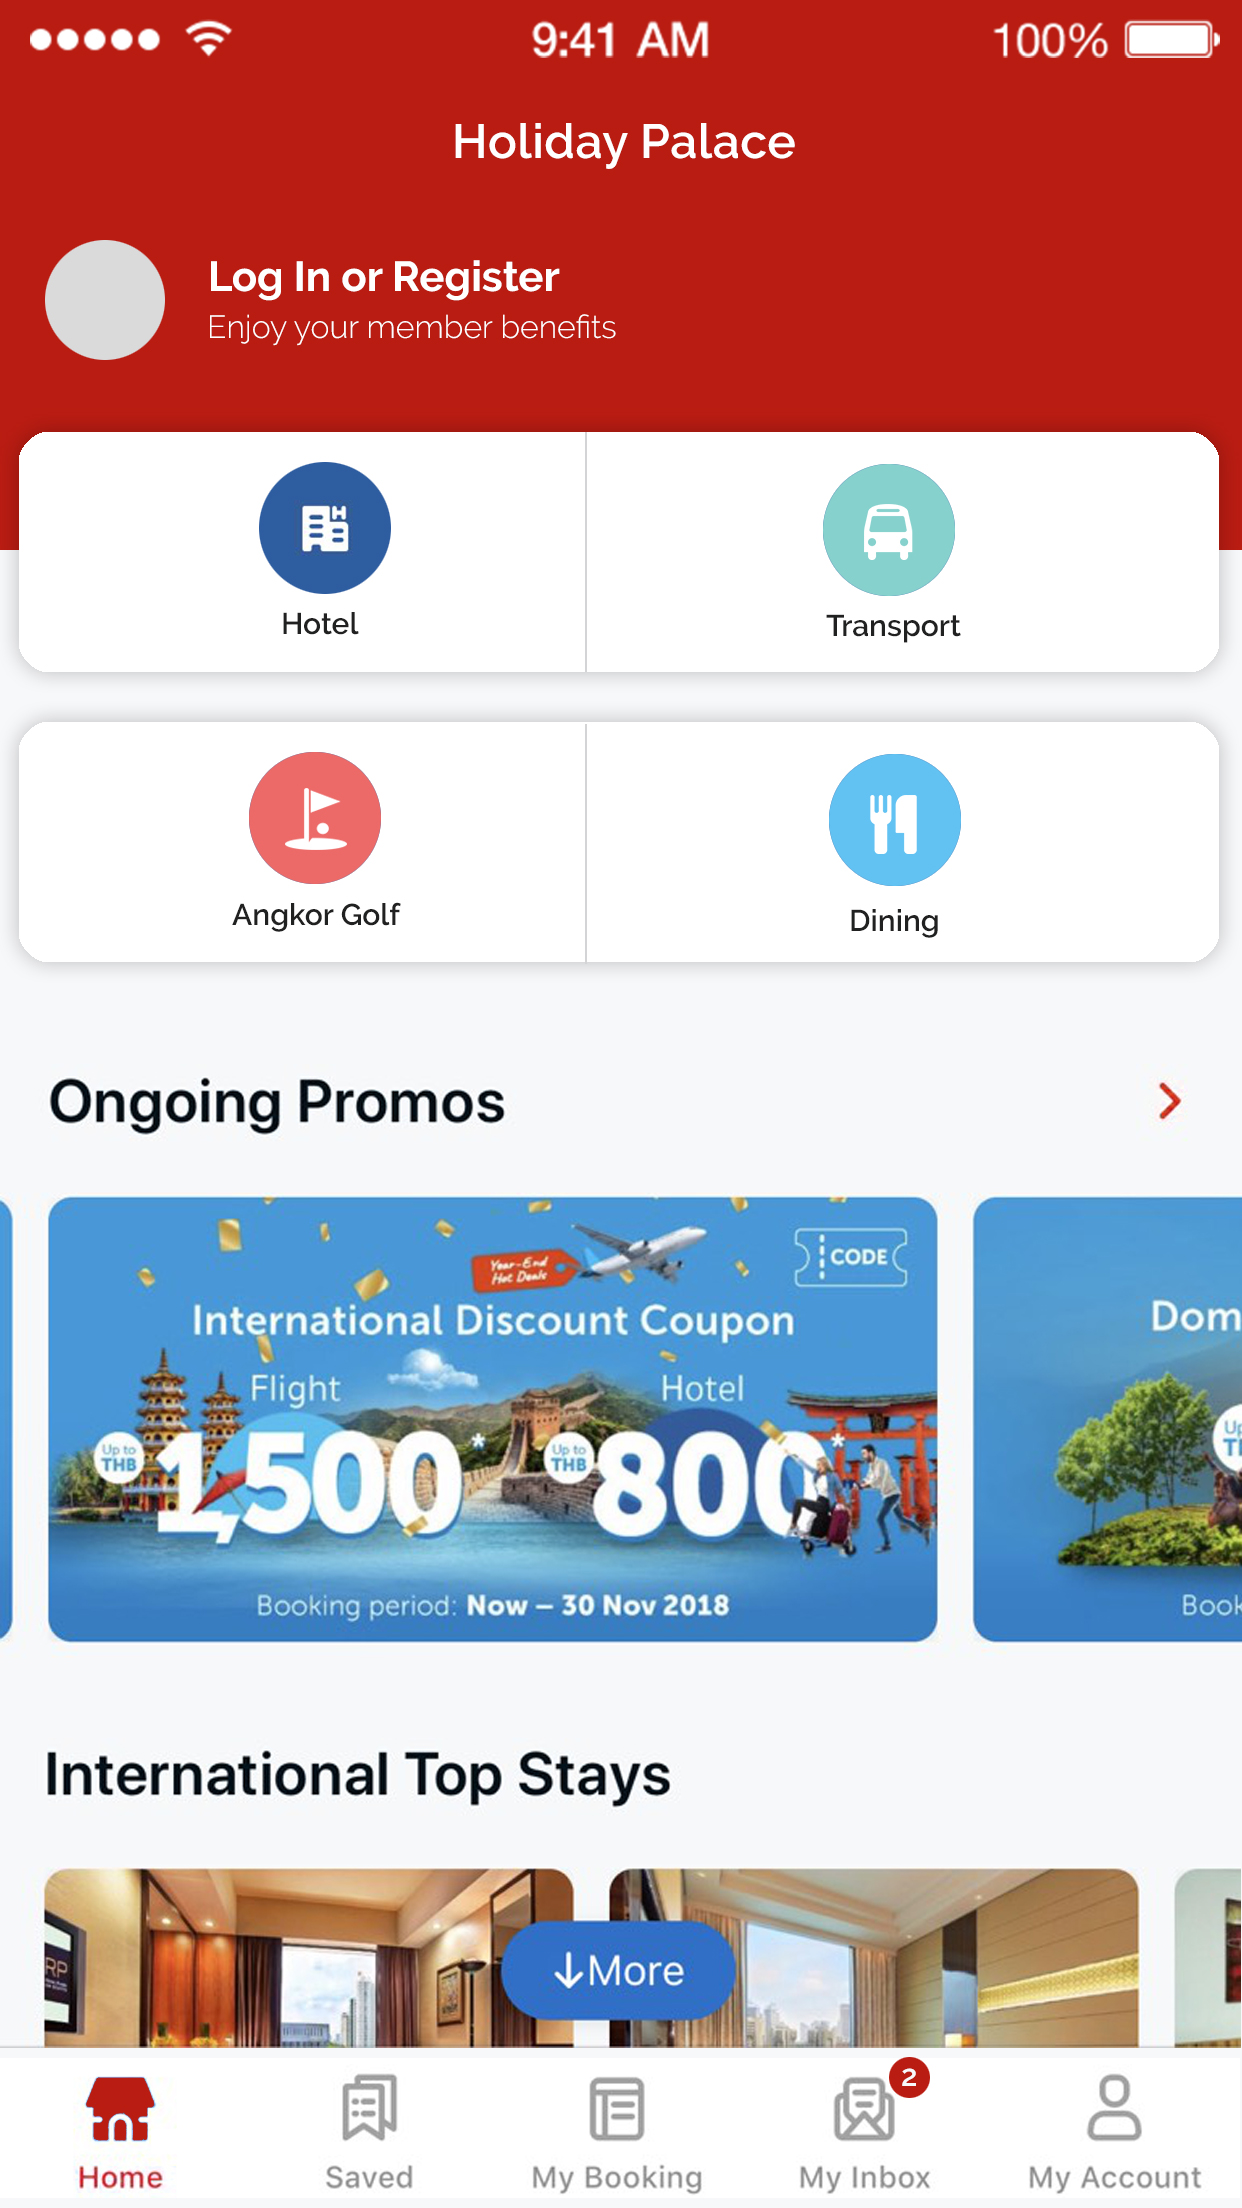 9:41 AM
100%
Holiday Palace
Log In or Register
Enjoy your member benefits
Hotel
Transport
Angkor Golf
Dining
Ongoing Promos
Year-End
Hot Deals
CODE
International Discount Coupon
Flight
Hotel
Up to
THB
1,500*
Up to
THB
800*
Booking period: Now – 30 Nov 2018
Dom
Up
Book
International Top Stays
RP
↓More
2
Home
Saved
My Booking
My Inbox
My Account